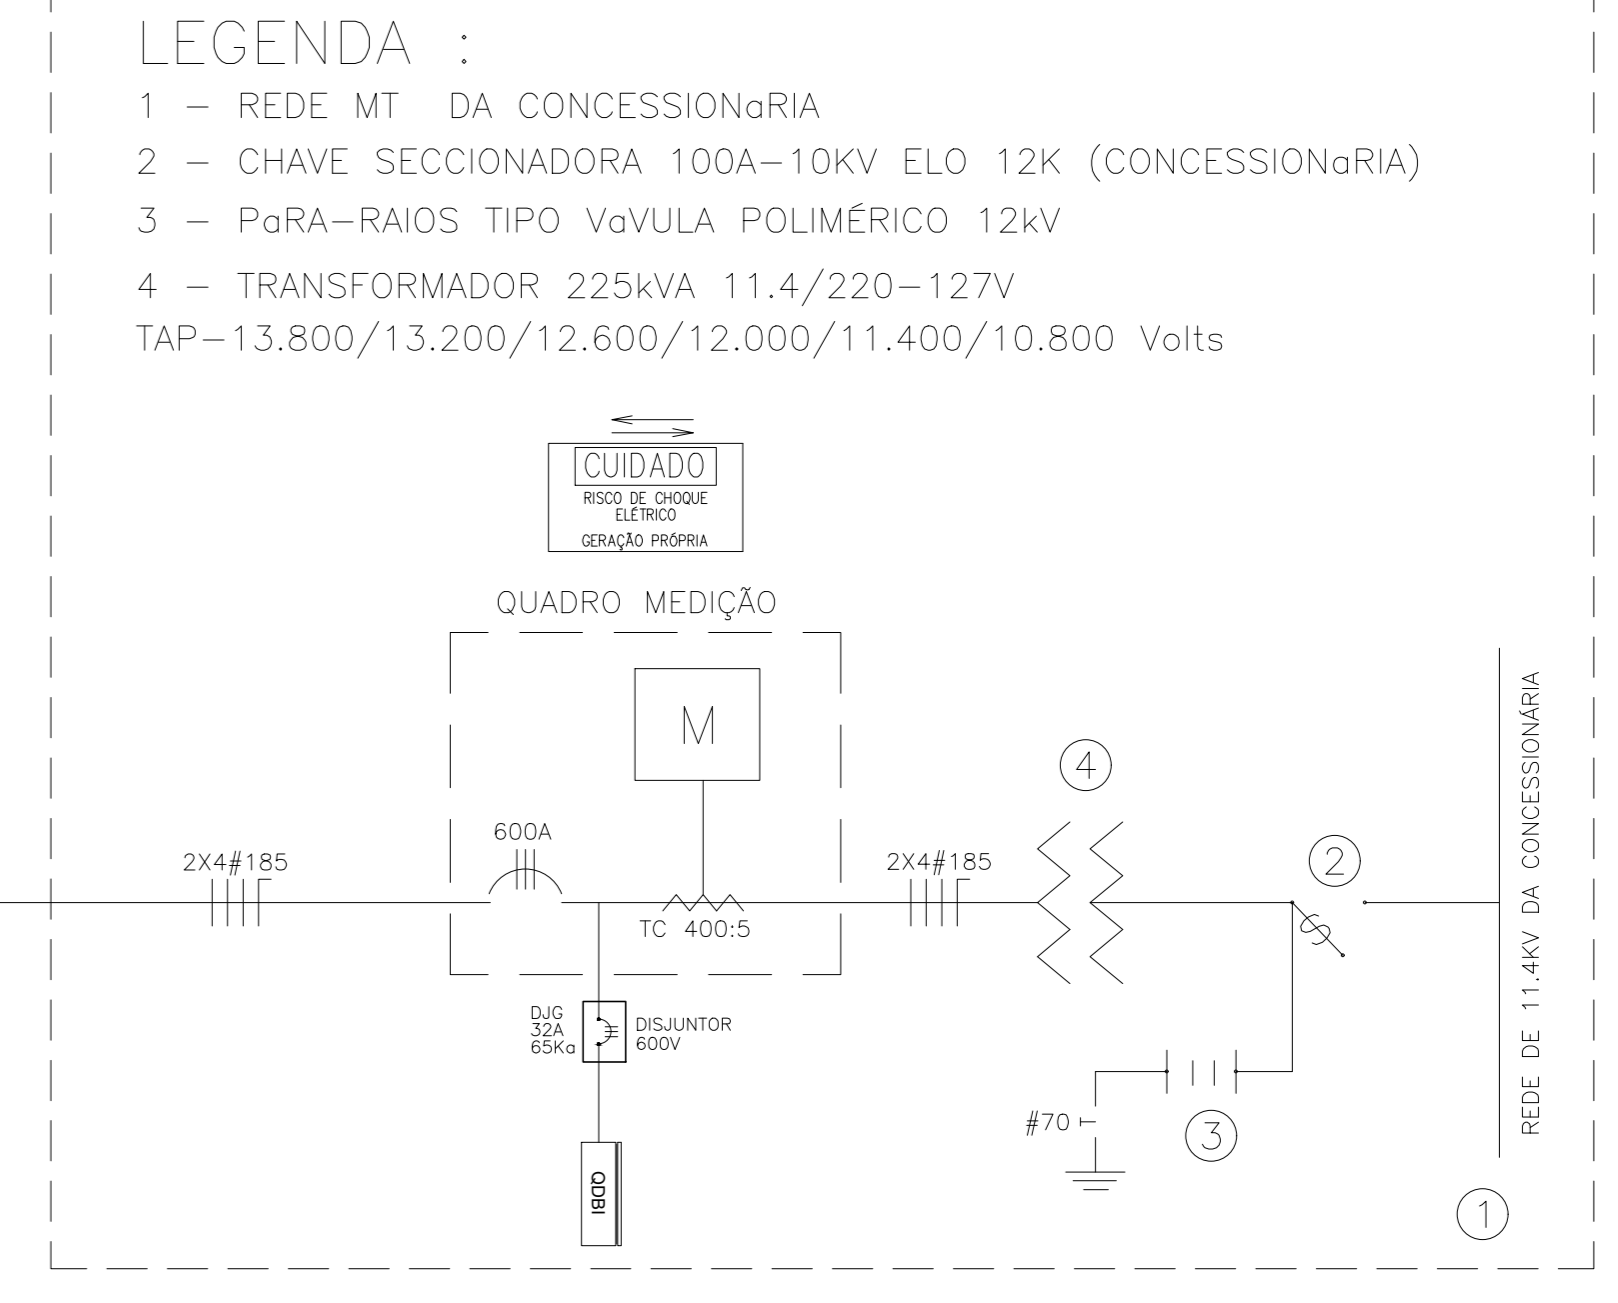 LEGENDA :
1 - REDE MT DA CONCESSIONaRIA
2 - CHAVE SECCIONADORA 100A-10KV ELO 12K (CONCESSIONaRIA)
3 - PaRA-RAIOS TIPO VaVULA POLIMÉRICO 12kV
4 - TRANSFORMADOR 225kVA 11.4/220-127V
TAP-13.800/13.200/12.600/12.000/11.400/10.800 Volts
CUIDADO
RISCO DE CHOQUE
ELÉTRICO
GERAÇÃO PRÓPRIA
QUADRO MEDIÇÃO
M
600A
2X4#185
TC 400:5
2X4#185
4
2
REDE DE 11.4KV DA CONCESSIONÁRIA
DJG
32A
65Ka
DISJUNTOR
600V
QDBI
#70
3
1